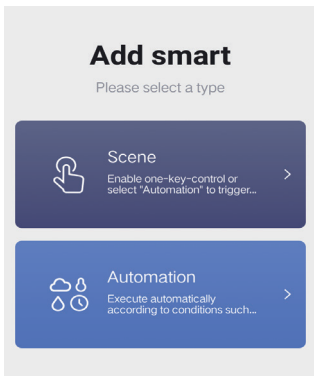 Add smart
Please select a type
Scene
Enable one-key-control or
select "Automation" to trigger...
Automation
Execute automatically
according to conditions such...